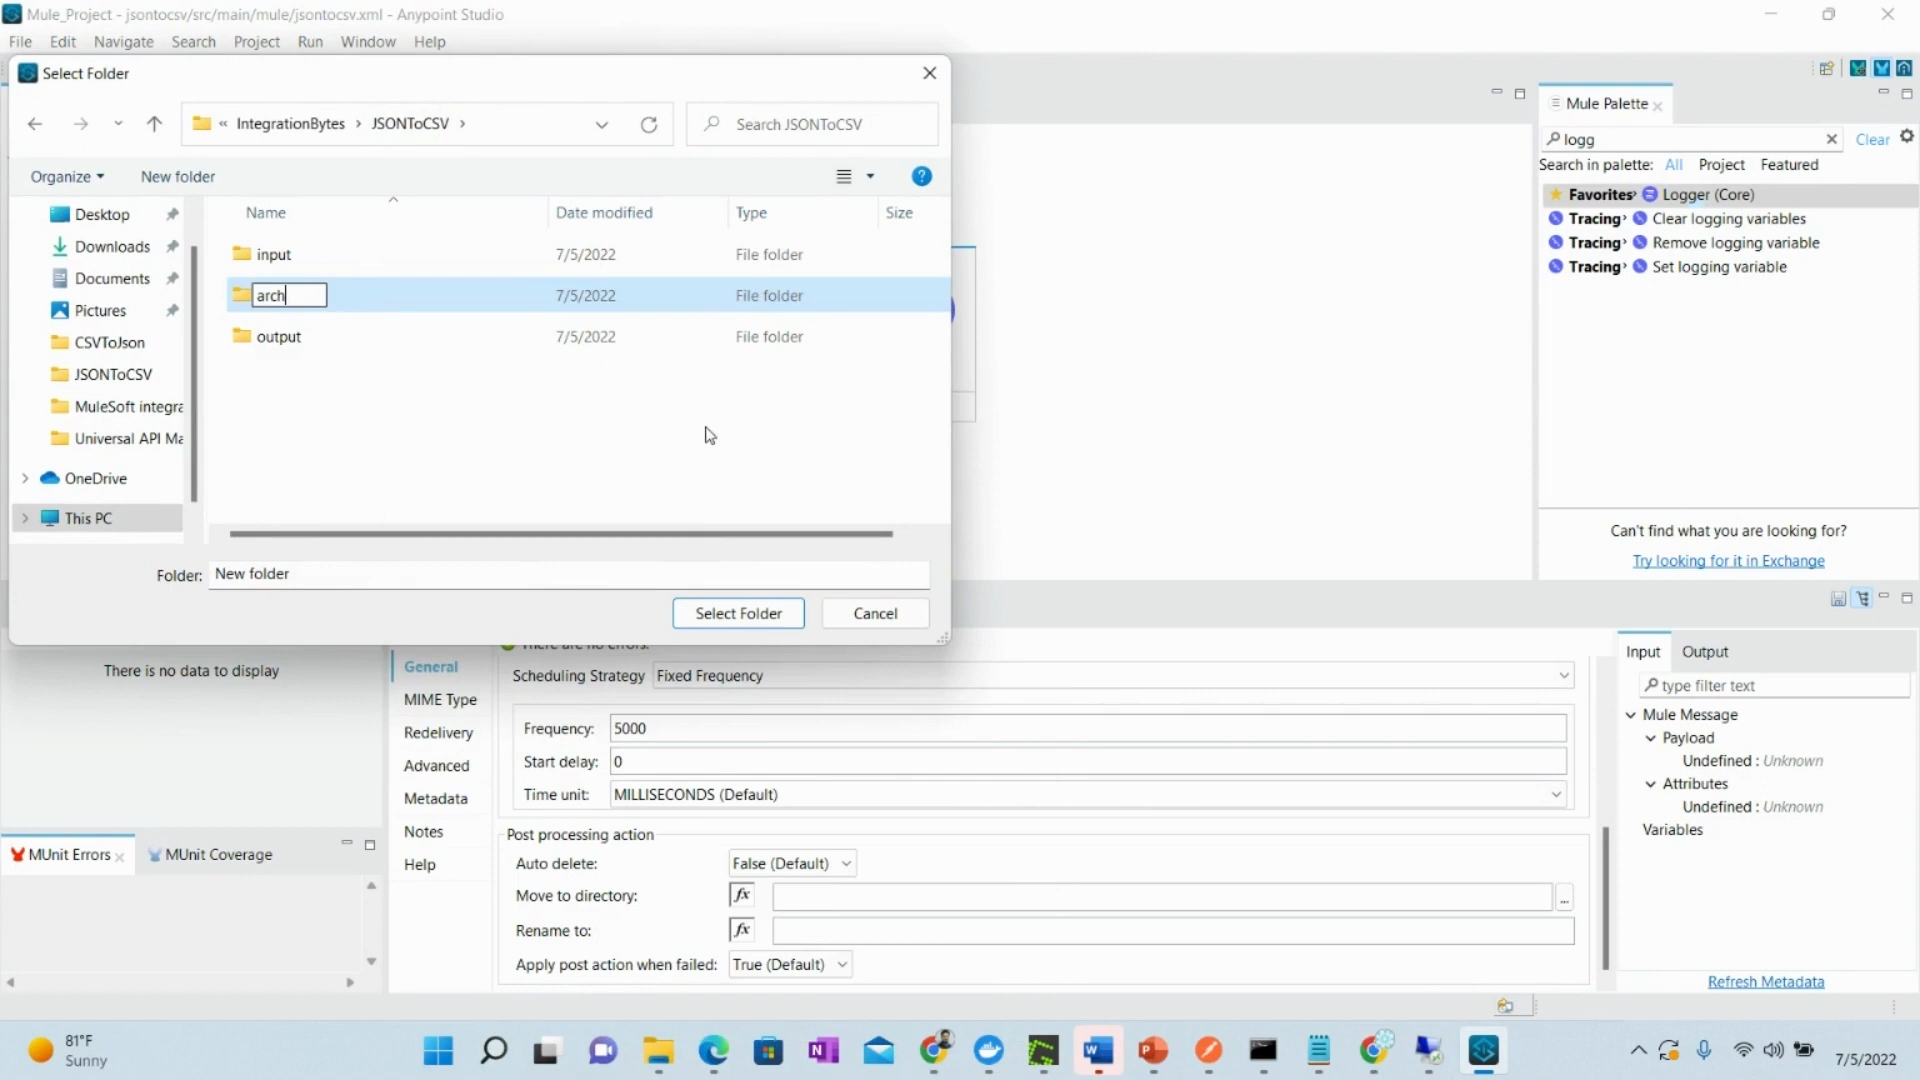 Mule_Project - jsontocsv/src/main/mule/jsontocsv.xml - Anypoint Studio
File Edit Navigate Search Project Run Window Help
Select Folder
« IntegrationBytes > JSONToCSV >
Search JSONToCSV
Organize New folder
?
Name Date modified Type Size
Desktop
Downloads
Documents
Pictures
CSVToJson
JSONToCSV
MuleSoft integra
Universal API Ma
OneDrive
This PC
input 7/5/2022 File folder
arch 7/5/2022 File folder
output 7/5/2022 File folder
Folder: New folder
Select Folder Cancel
Mule Palette
logg
Clear
Search in palette: All Project Featured
Favorites Logger (Core)
Tracing Clear logging variables
Tracing Remove logging variable
Tracing Set logging variable
Can't find what you are looking for?
Try looking for it in Exchange
There is no data to display
There are no errors.
General
MIME Type
Redelivery
Advanced
Metadata
Notes
Help
Scheduling Strategy Fixed Frequency
Frequency: 5000
Start delay: 0
Time unit: MILLISECONDS (Default)
Post processing action
Auto delete: False (Default)
Move to directory: fx ...
Rename to: fx
Apply post action when failed: True (Default)
Input Output
type filter text
Mule Message
Payload
Undefined : Unknown
Attributes
Undefined : Unknown
Variables
Refresh Metadata
MUnit Errors MUnit Coverage
81°F
Sunny
7/5/2022